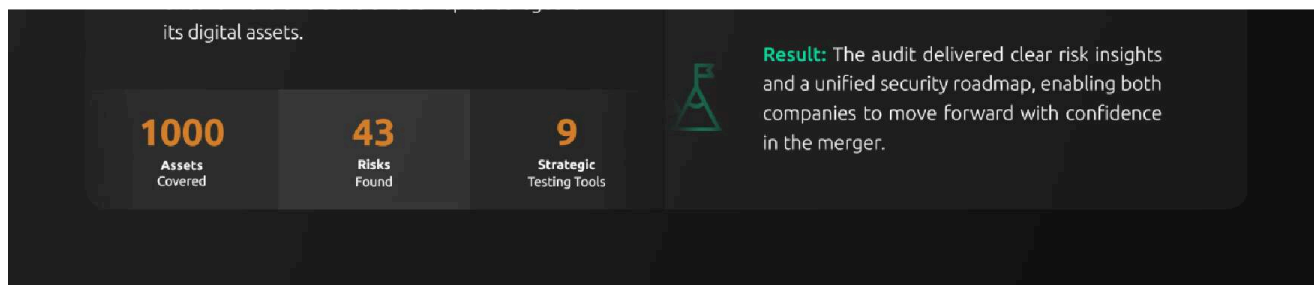 its digital assets.
1000
Assets
Covered
43
Risks
Found
9
Strategic
Testing Tools
Result: The audit delivered clear risk insights
and a unified security roadmap, enabling both
companies to move forward with confidence
in the merger.